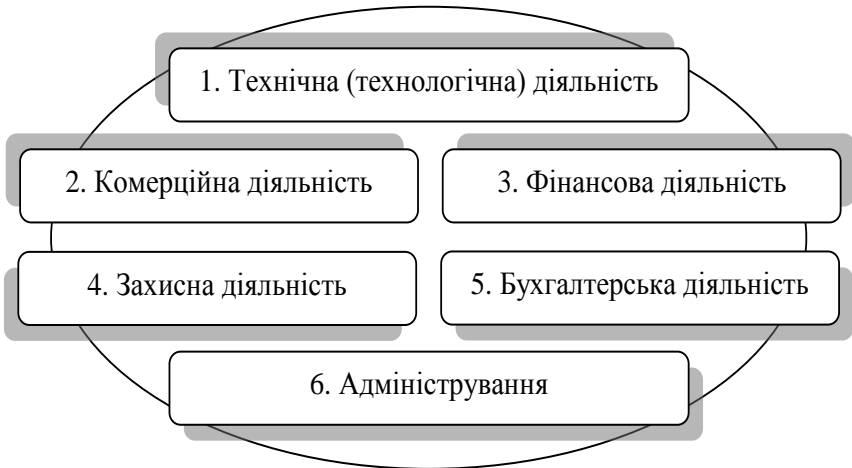 1. Технічна (технологічна) діяльність
2. Комерційна діяльність
3. Фінансова діяльність
4. Захисна діяльність
5. Бухгалтерська діяльність
6. Адміністрування